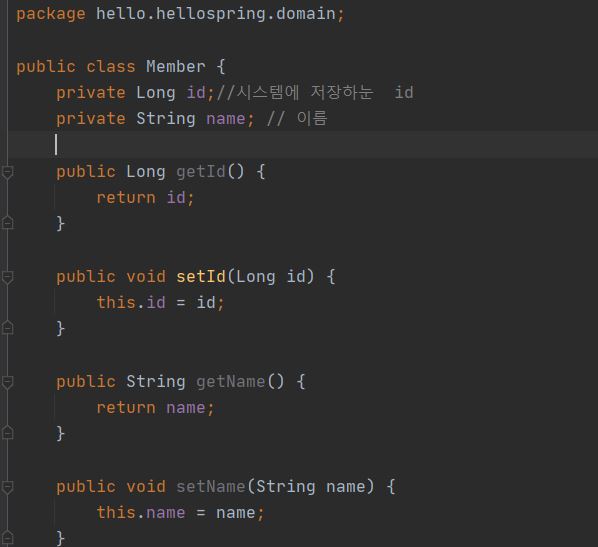 package hello.hellospring.domain;
public class Member {
private Long id;//시스템에 저장하눈  id
private String name; // 이름
public Long getId() {
return id;
}
public void setId(Long id) {
this.id = id;
}
public String getName() {
return name;
}
public void setName(String name) {
this.name = name;
}